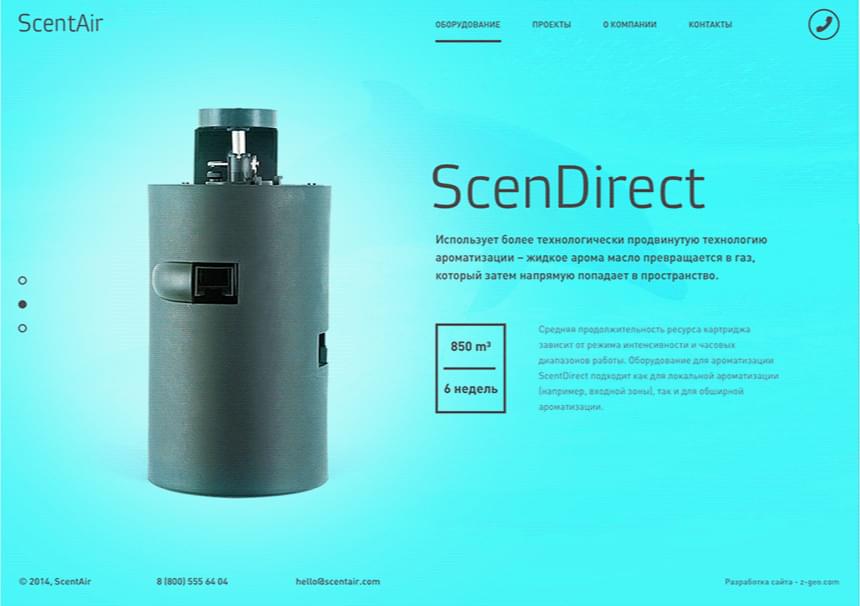 ScentAir
ОБОРУДОВАНИЕ ПРОЕКТЫ О КОМПАНИИ КОНТАКТЫ
ScenDirect
Использует более технологически продвинутую технологию
ароматизации – жидкое арома масло превращается в газ,
который затем напрямую попадает в пространство.
850 m³
6 недель
Средняя продолжительность ресурса картриджа
зависит от режима интенсивности и часовых
диапазонов работы. Оборудование для ароматизации
ScentDirect подходит как для локальной ароматизации
(например, входной зоны), так и для обширной
ароматизации.
© 2014, ScentAir 8 (800) 555 64 04 hello@scentair.com Разработка сайта - z-geo.com